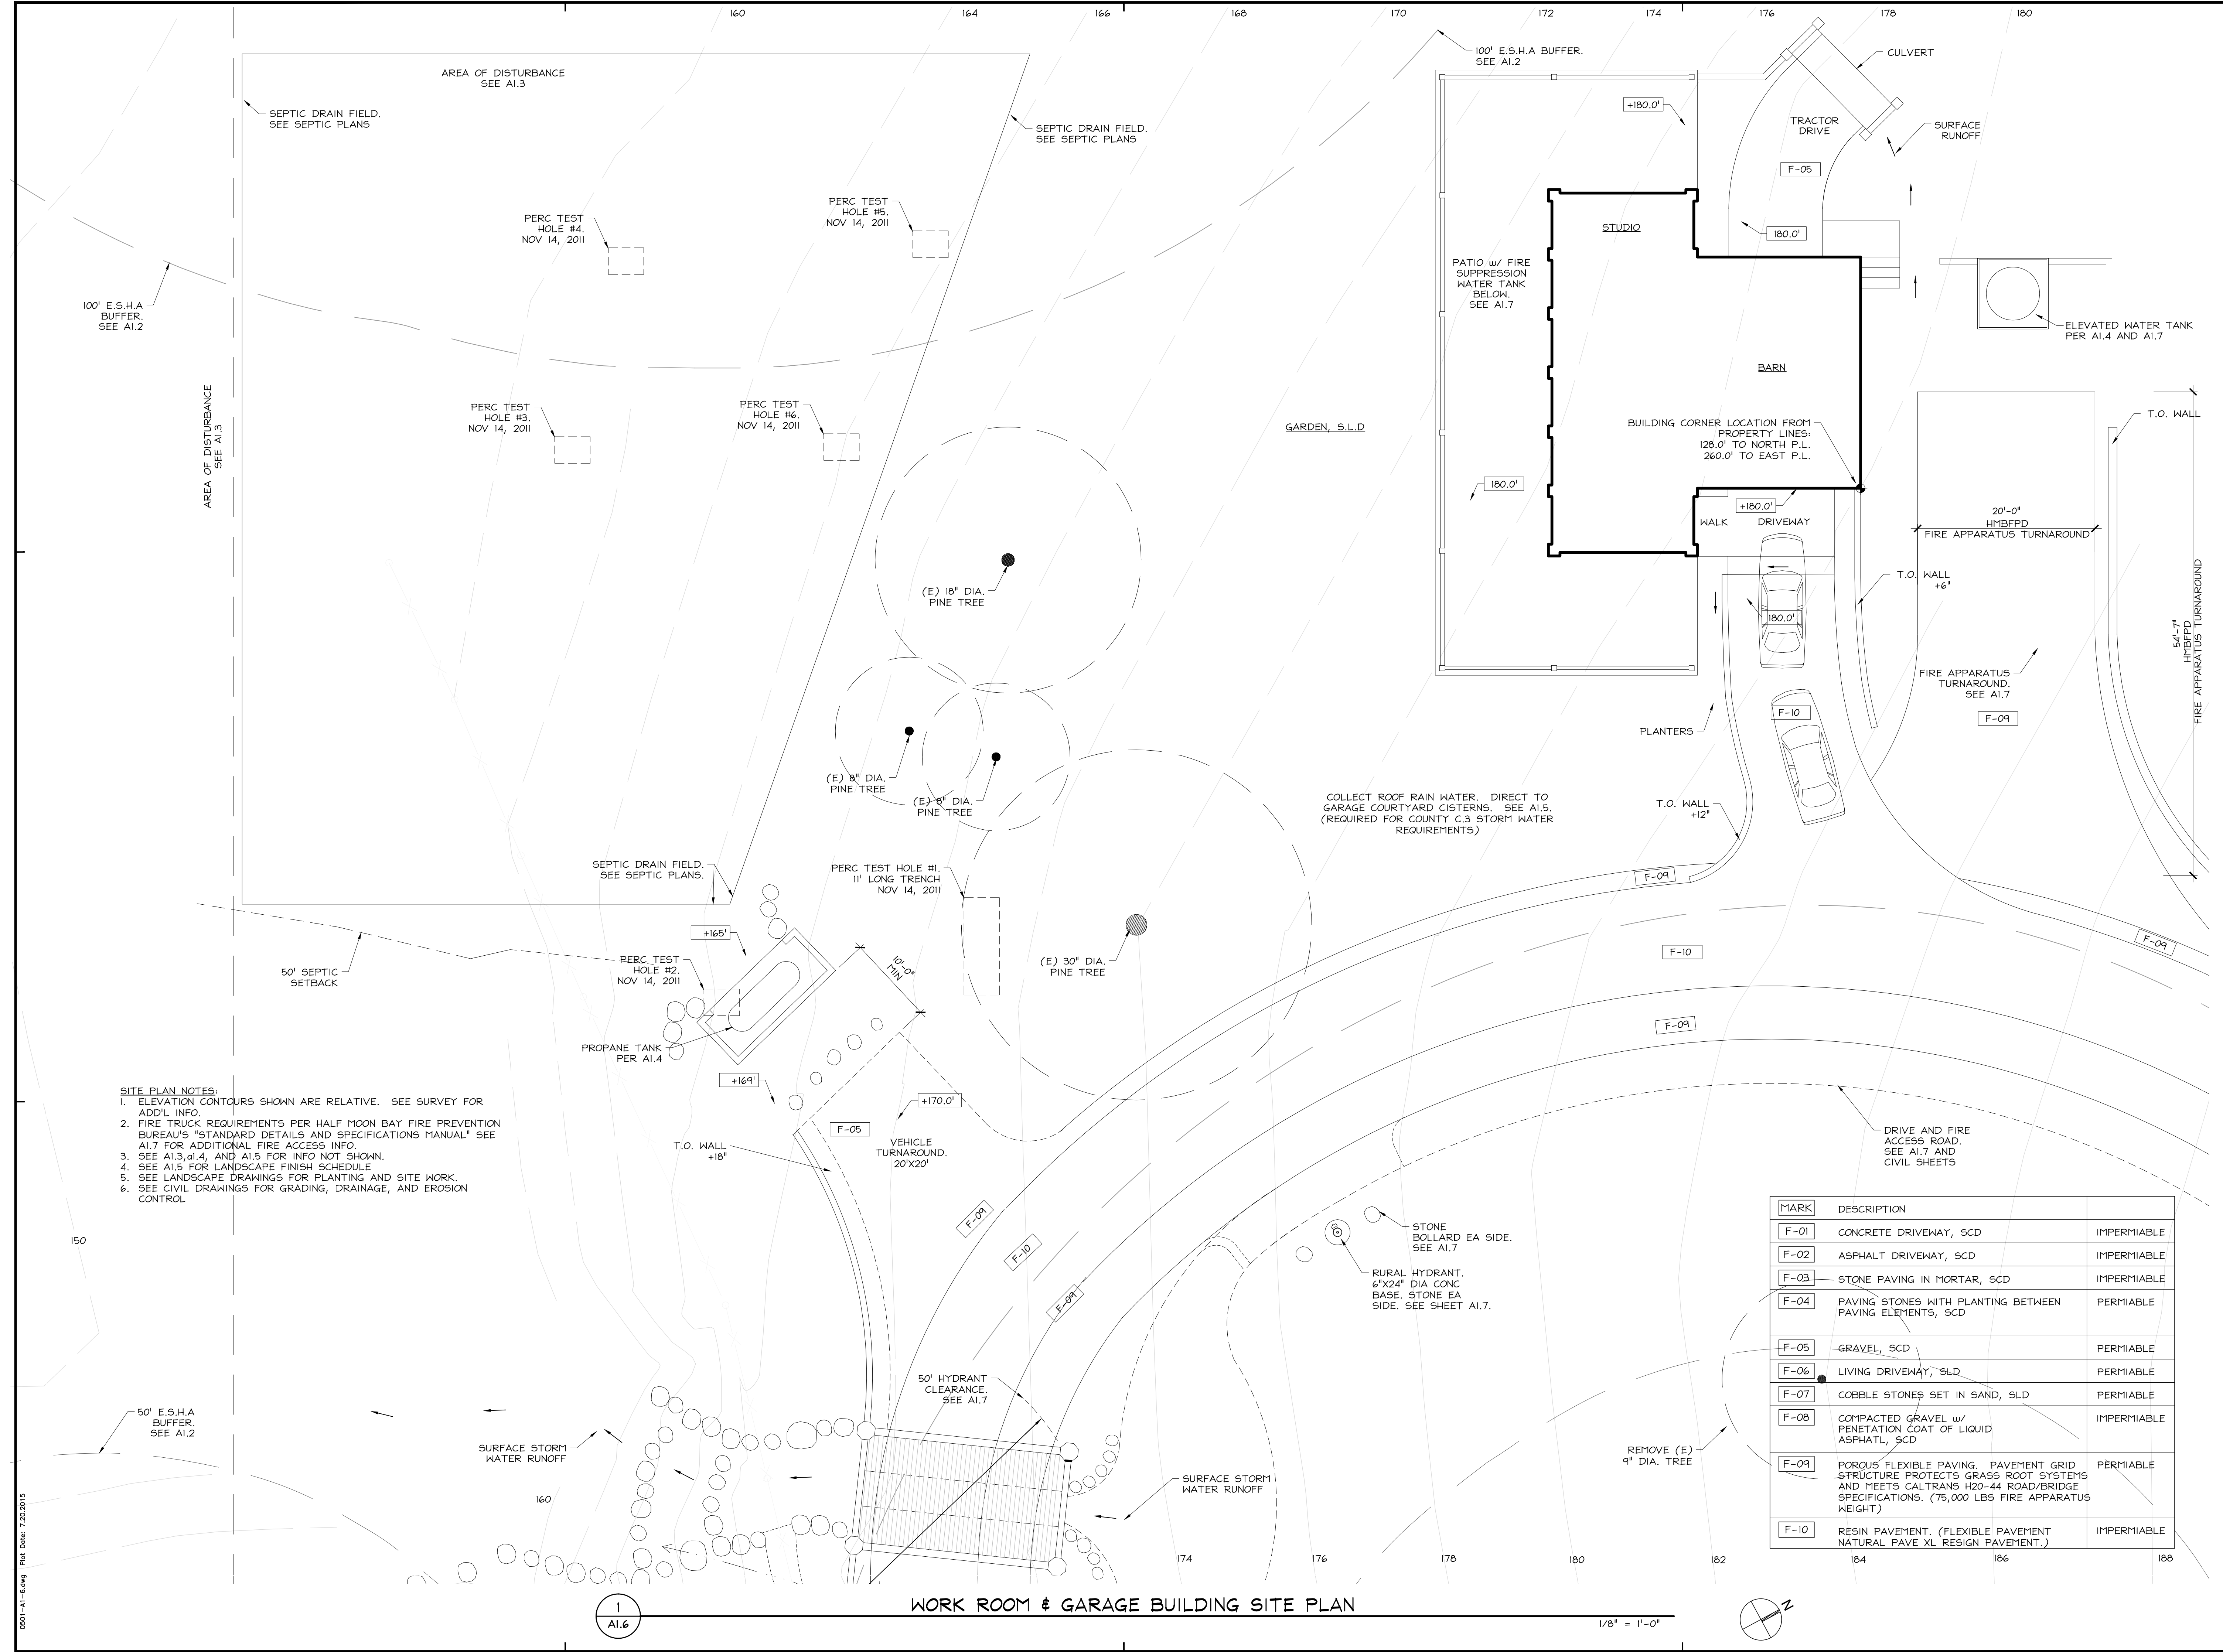 160
164
166
168
170
172
174
176
178
180
AREA OF DISTURBANCE
SEE A1.3
SEPTIC DRAIN FIELD.
SEE SEPTIC PLANS
SEPTIC DRAIN FIELD.
SEE SEPTIC PLANS
100' E.S.H.A BUFFER.
SEE A1.2
+180.0'
CULVERT
TRACTOR
DRIVE
SURFACE
RUNOFF
F-05
PERC TEST
HOLE #4.
NOV 14, 2011
PERC TEST
HOLE #5.
NOV 14, 2011
STUDIO
180.0'
PATIO w/ FIRE
SUPPRESSION
WATER TANK
BELOW.
SEE A1.7
100' E.S.H.A
BUFFER.
SEE A1.2
ELEVATED WATER TANK
PER A1.4 AND A1.7
BARN
AREA OF DISTURBANCE
SEE A1.3
PERC TEST
HOLE #3.
NOV 14, 2011
PERC TEST
HOLE #6.
NOV 14, 2011
GARDEN, S.L.D
BUILDING CORNER LOCATION FROM
PROPERTY LINES:
128.0' TO NORTH P.L.
260.0' TO EAST P.L.
T.O. WALL
180.0'
+180.0'
WALK
DRIVEWAY
20'-0"
HMBFPD
FIRE APPARATUS TURNAROUND
(E) 18" DIA.
PINE TREE
T.O. WALL
+6"
180.0'
54'-7"
HMBFPD
FIRE APPARATUS TURNAROUND
FIRE APPARATUS
TURNAROUND.
SEE A1.7
F-09
F-10
PLANTERS
(E) 8" DIA.
PINE TREE
(E) 8" DIA.
PINE TREE
COLLECT ROOF RAIN WATER. DIRECT TO
GARAGE COURTYARD CISTERNS. SEE A1.5.
(REQUIRED FOR COUNTY C.3 STORM WATER
REQUIREMENTS)
T.O. WALL
+12"
SEPTIC DRAIN FIELD.
SEE SEPTIC PLANS.
PERC TEST HOLE #1.
11' LONG TRENCH
NOV 14, 2011
F-09
+165'
F-09
F-10
50' SEPTIC
SETBACK
PERC TEST
HOLE #2.
NOV 14, 2011
10'-0"
MIN
(E) 30" DIA.
PINE TREE
F-09
PROPANE TANK
PER A1.4
+169'
+170.0'
F-05
T.O. WALL
+18"
VEHICLE
TURNAROUND.
20'X20'
SITE PLAN NOTES:
1. ELEVATION CONTOURS SHOWN ARE RELATIVE. SEE SURVEY FOR
ADD'L INFO.
2. FIRE TRUCK REQUIREMENTS PER HALF MOON BAY FIRE PREVENTION
BUREAU'S "STANDARD DETAILS AND SPECIFICATIONS MANUAL" SEE
A1.7 FOR ADDITIONAL FIRE ACCESS INFO.
3. SEE A1.3,a1.4, AND A1.5 FOR INFO NOT SHOWN.
4. SEE A1.5 FOR LANDSCAPE FINISH SCHEDULE
5. SEE LANDSCAPE DRAWINGS FOR PLANTING AND SITE WORK.
6. SEE CIVIL DRAWINGS FOR GRADING, DRAINAGE, AND EROSION
CONTROL
DRIVE AND FIRE
ACCESS ROAD.
SEE A1.7 AND
CIVIL SHEETS
150
F-09
F-10
F-09
STONE
BOLLARD EA SIDE.
SEE A1.7
RURAL HYDRANT.
6"X24" DIA CONC
BASE. STONE EA
SIDE. SEE SHEET A1.7.
50' HYDRANT
CLEARANCE.
SEE A1.7
50' E.S.H.A
BUFFER.
SEE A1.2
SURFACE STORM
WATER RUNOFF
SURFACE STORM
WATER RUNOFF
REMOVE (E)
9" DIA. TREE
160
MARK DESCRIPTION
F-01 CONCRETE DRIVEWAY, SCD IMPERMIABLE
F-02 ASPHALT DRIVEWAY, SCD IMPERMIABLE
F-03 STONE PAVING IN MORTAR, SCD IMPERMIABLE
F-04 PAVING STONES WITH PLANTING BETWEEN PERMIABLE
PAVING ELEMENTS, SCD
F-05 GRAVEL, SCD PERMIABLE
F-06 LIVING DRIVEWAY, SLD PERMIABLE
F-07 COBBLE STONES SET IN SAND, SLD PERMIABLE
F-08 COMPACTED GRAVEL w/ IMPERMIABLE
PENETATION COAT OF LIQUID
ASPHATL, SCD
F-09 POROUS FLEXIBLE PAVING. PAVEMENT GRID PERMIABLE
STRUCTURE PROTECTS GRASS ROOT SYSTEMS
AND MEETS CALTRANS H20-44 ROAD/BRIDGE
SPECIFICATIONS. (75,000 LBS FIRE APPARATUS
WEIGHT)
F-10 RESIN PAVEMENT. (FLEXIBLE PAVEMENT IMPERMIABLE
NATURAL PAVE XL RESIGN PAVEMENT.)
174
176
178
180
182
184
186
188
0501-A1-6.dwg Plot Date: 7.20.2015
1
A1.6
WORK ROOM & GARAGE BUILDING SITE PLAN
1/8" = 1'-0"
N